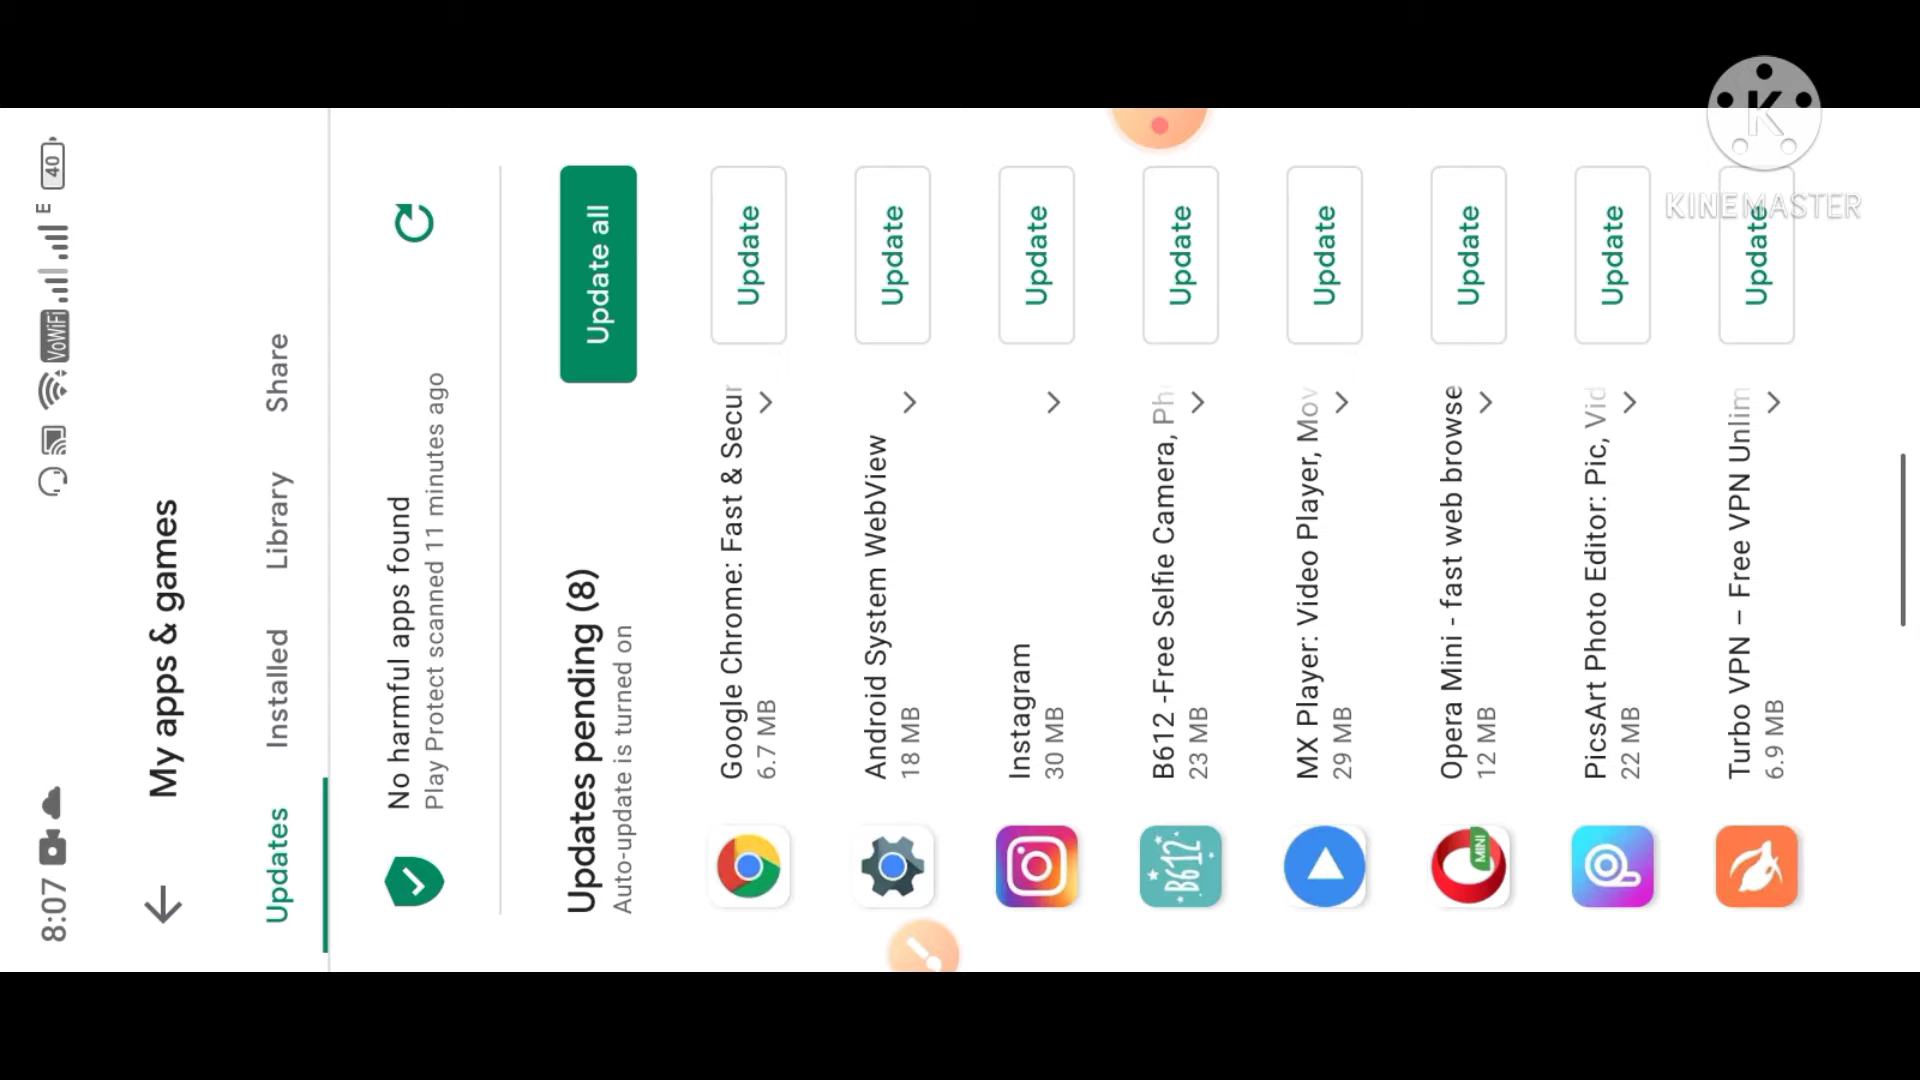 8:07
VoWiFi
E
40
My apps & games
Updates
Installed
Library
Share
No harmful apps found
Play Protect scanned 11 minutes ago
Updates pending (8)
Auto-update is turned on
Update all
Google Chrome: Fast & Secur
6.7 MB
Update
Android System WebView
18 MB
Update
Instagram
30 MB
Update
B612
B612 -Free Selfie Camera, Ph
23 MB
Update
MX Player: Video Player, Mov
29 MB
Update
MINI
Opera Mini - fast web browse
12 MB
Update
PicsArt Photo Editor: Pic, Vid
22 MB
Update
Turbo VPN – Free VPN Unlim
6.9 MB
Update
K
KINEMASTER